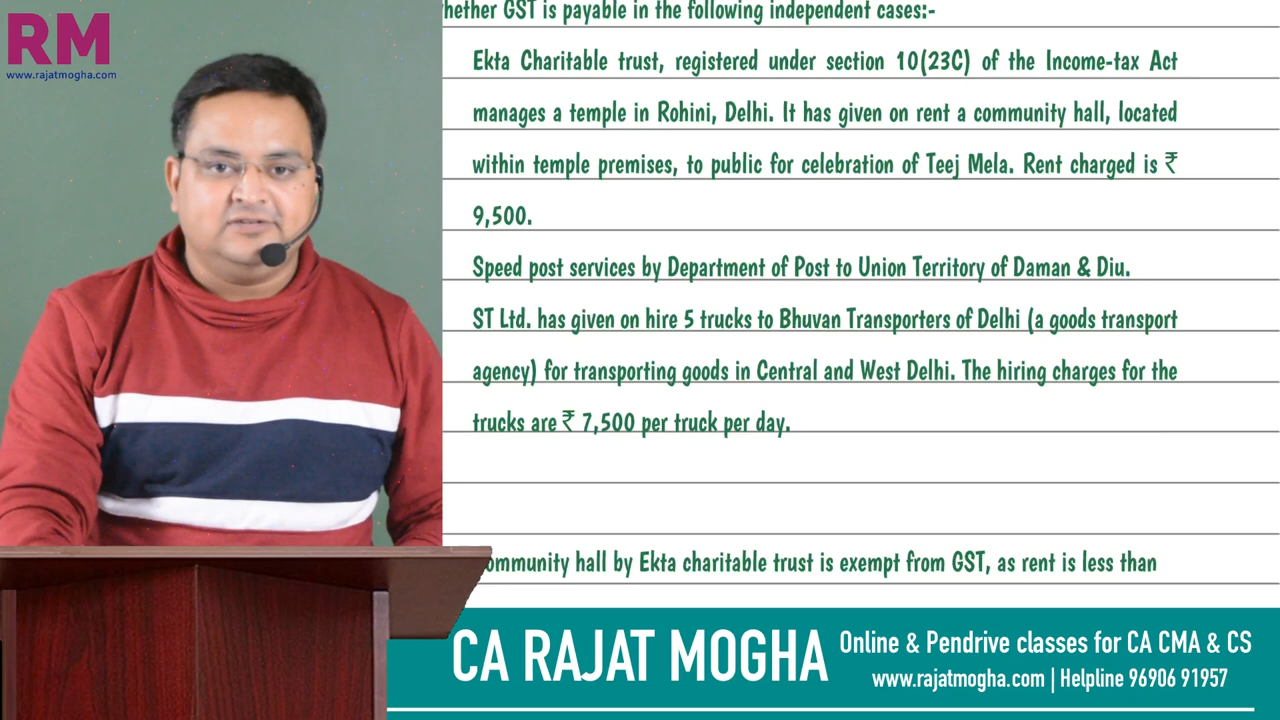 RM
www.rajatmogha.com
whether GST is payable in the following independent cases:-
Ekta Charitable trust, registered under section 10(23C) of the Income-tax Act
manages a temple in Rohini, Delhi. It has given on rent a community hall, located
within temple premises, to public for celebration of Teej Mela. Rent charged is ₹
9,500.
Speed post services by Department of Post to Union Territory of Daman & Diu.
ST Ltd. has given on hire 5 trucks to Bhuvan Transporters of Delhi (a goods transport
agency) for transporting goods in Central and West Delhi. The hiring charges for the
trucks are ₹ 7,500 per truck per day.
community hall by Ekta charitable trust is exempt from GST, as rent is less than
CA RAJAT MOGHA
Online & Pendrive classes for CA CMA & CS
www.rajatmogha.com | Helpline 96906 91957